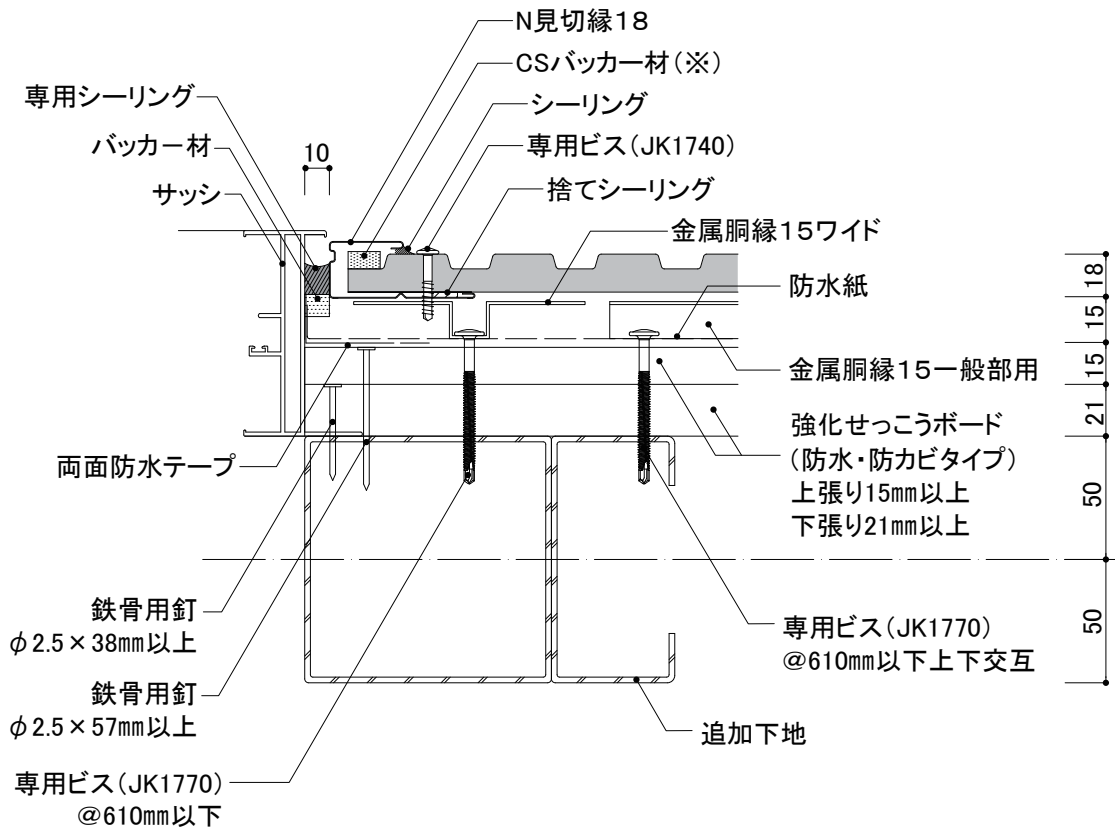 N見切縁18
CSバッカー材(※)
シーリング
専用ビス(JK1740)
捨てシーリング
金属胴縁15ワイド
防水紙
専用シーリング
バッカー材
サッシ
10
18
15
15
21
50
50
金属胴縁15一般部用
強化せっこうボード
(防水・防カビタイプ)
上張り15mm以上
下張り21mm以上
両面防水テープ
鉄骨用釘
φ2.5×38mm以上
鉄骨用釘
φ2.5×57mm以上
専用ビス(JK1770)
@610mm以下
専用ビス(JK1770)
@610mm以下上下交互
追加下地